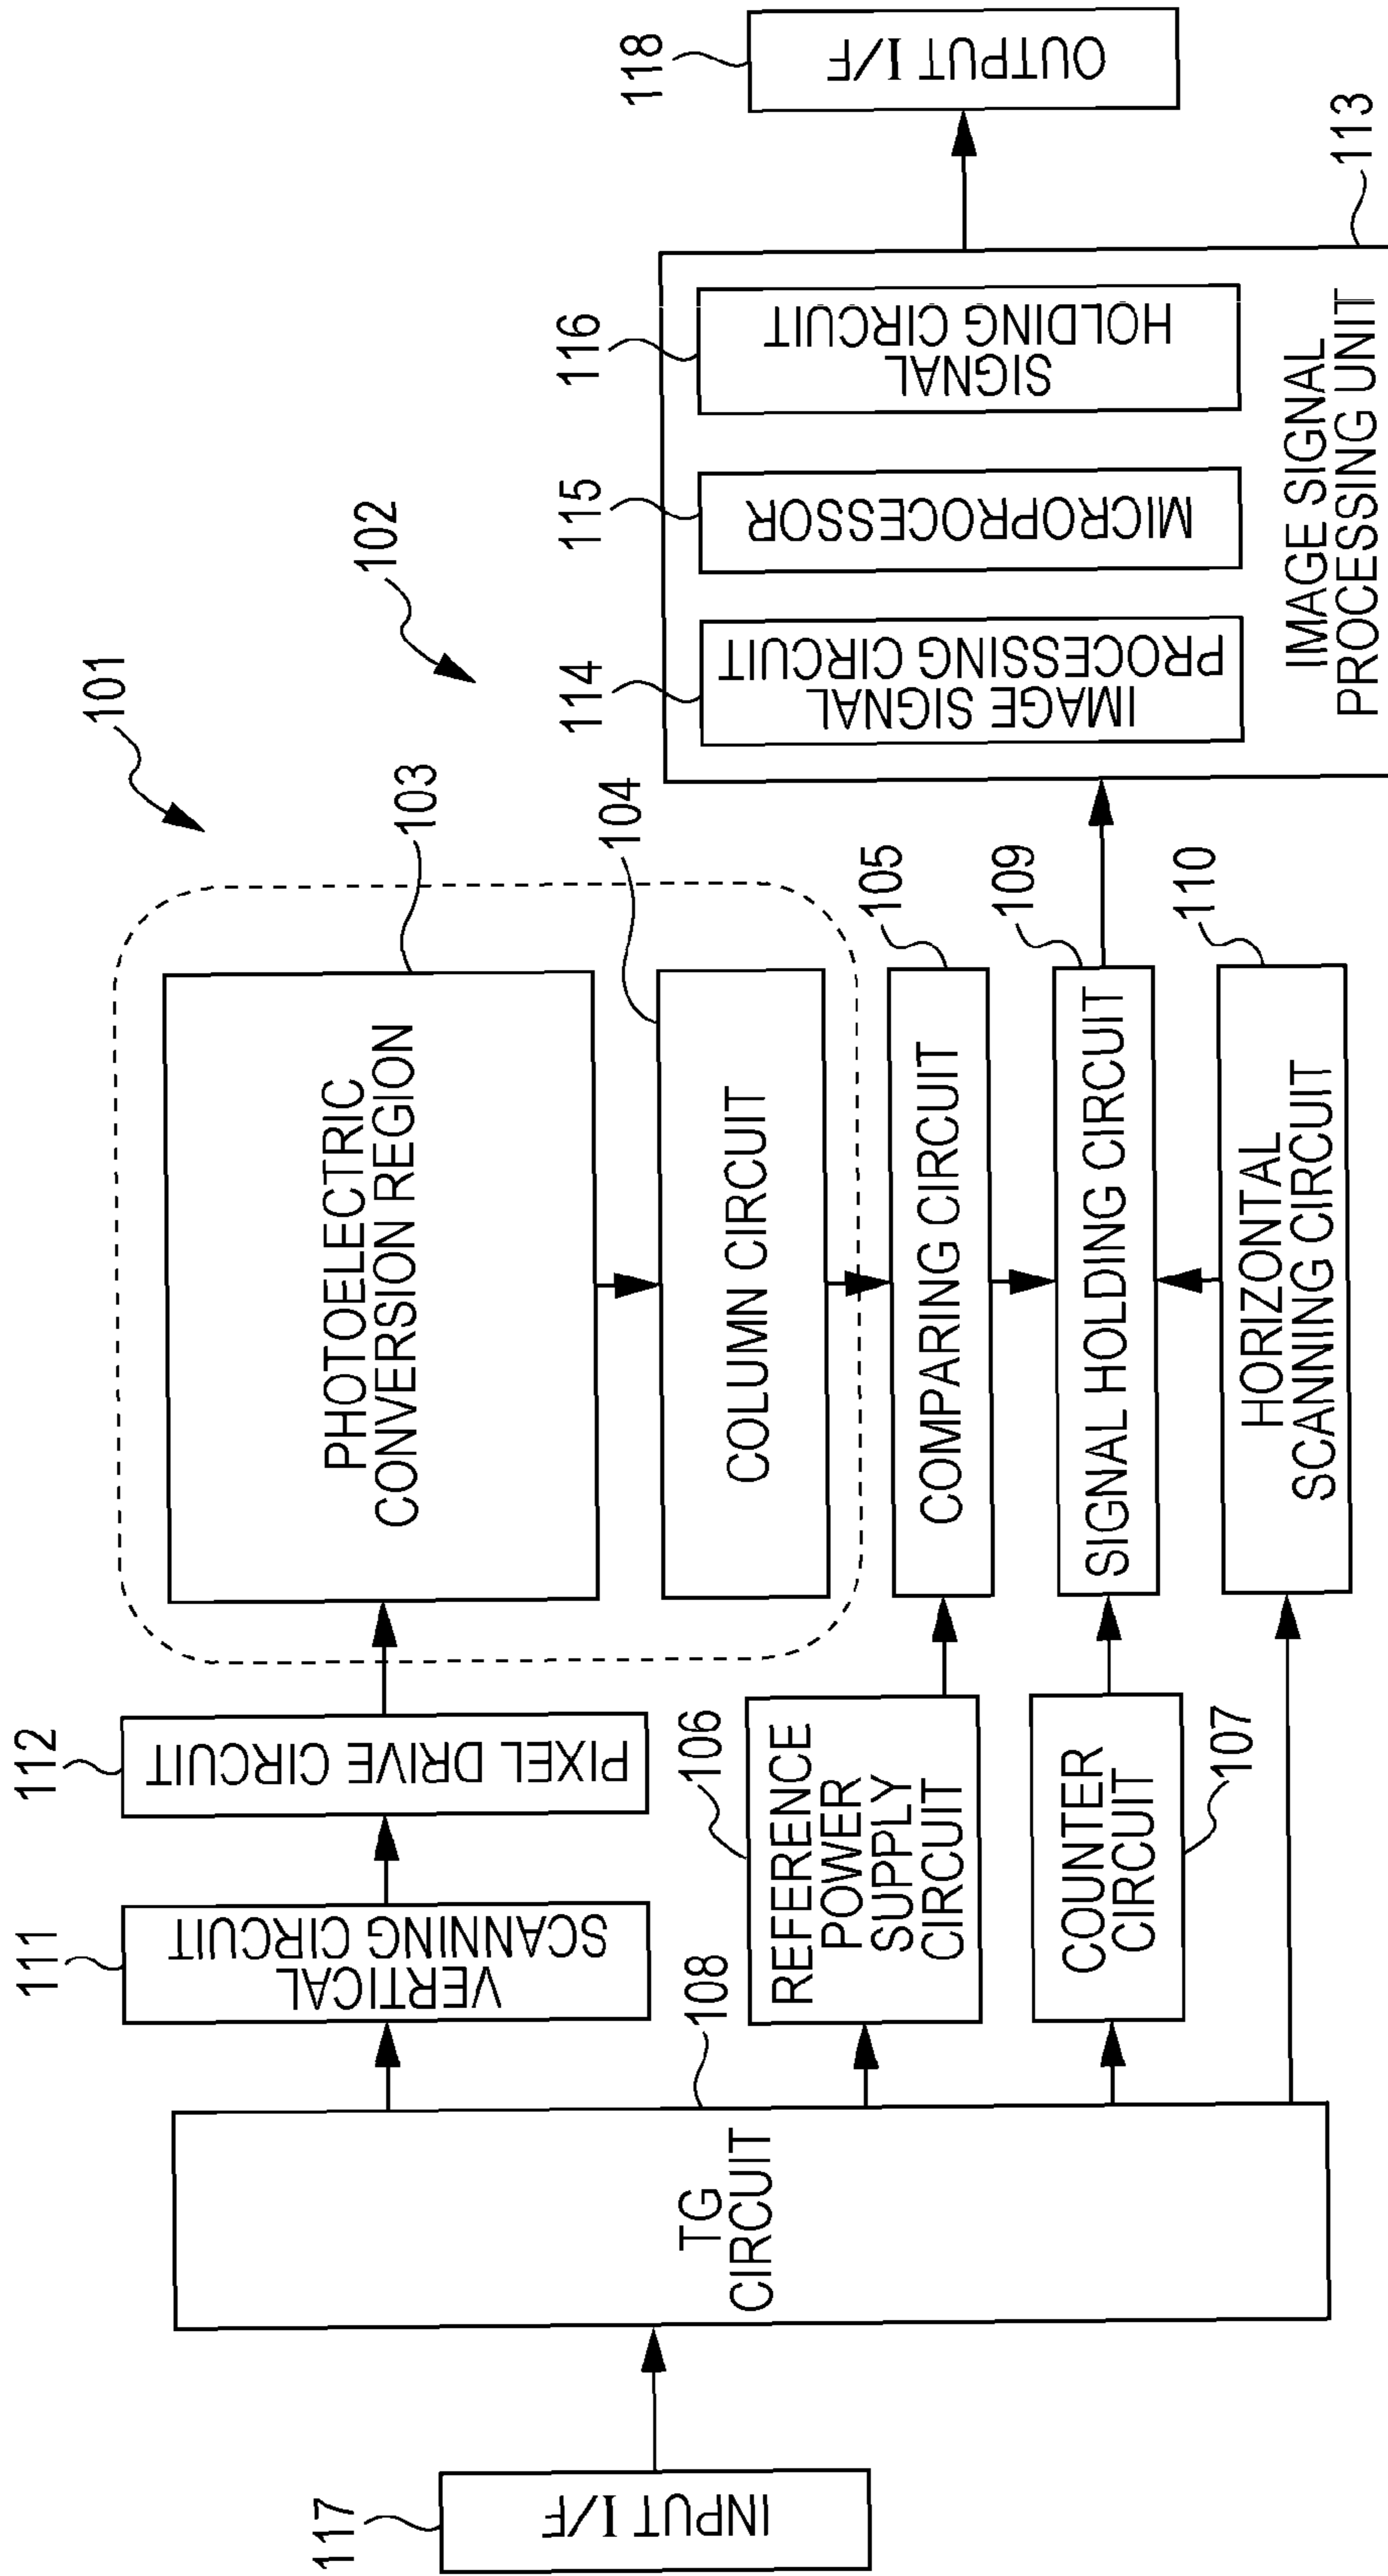 101
102
103
PHOTOELECTRIC
CONVERSION REGION
104
COLUMN CIRCUIT
112
PIXEL DRIVE CIRCUIT
111
VERTICAL
SCANNING CIRCUIT
105
COMPARING CIRCUIT
109
SIGNAL HOLDING CIRCUIT
110
HORIZONTAL
SCANNING CIRCUIT
106
REFERENCE
POWER
SUPPLY
CIRCUIT
107
COUNTER
CIRCUIT
108
TG
CIRCUIT
117
INPUT I/F
114
IMAGE SIGNAL
PROCESSING CIRCUIT
115
MICROPROCESSOR
116
SIGNAL
HOLDING CIRCUIT
IMAGE SIGNAL
PROCESSING UNIT
113
118
OUTPUT I/F